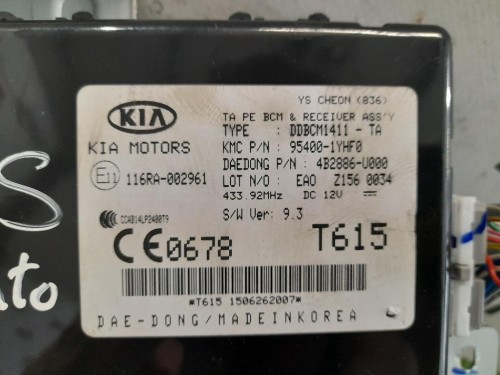 YS CHEON (836)
KIA
TA PE BCM & RECEIVER ASS'Y
TYPE : DDBCM1411 - TA
KIA MOTORS
KMC P/N : 95400-1YHF0
DAEDONG P/N : 4B2886-U000
E11 116RA-002961
LOT N/O : EAO Z156 0034
433.92MHz DC 12V
CCAB14LP2400T9
S/W Ver: 9.3
CE0678
T615
*T615 1506262007*
DAE-DONG/MADEINKOREA
S